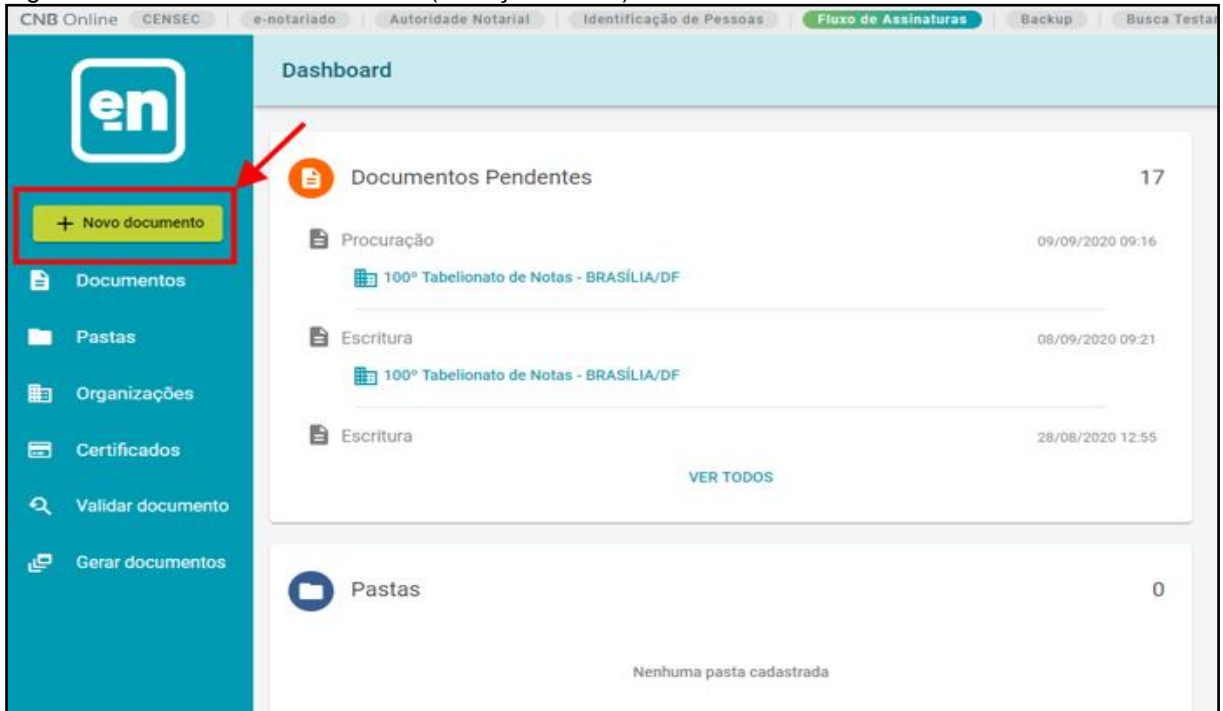 CNB Online CENSEC e-notariado Autoridade Notarial Identificação de Pessoas Fluxo de Assinaturas Backup Busca
en
Dashboard
+ Novo documento
Documentos
Pastas
Organizações
Certificados
Validar documento
Gerar documentos
Documentos Pendentes 17
Procuração 09/09/2020 09:16
100º Tabelionato de Notas - BRASÍLIA/DF
Escritura 08/09/2020 09:21
100º Tabelionato de Notas - BRASÍLIA/DF
Escritura 28/08/2020 12:55
VER TODOS
Pastas 0
Nenhuma pasta cadastrada